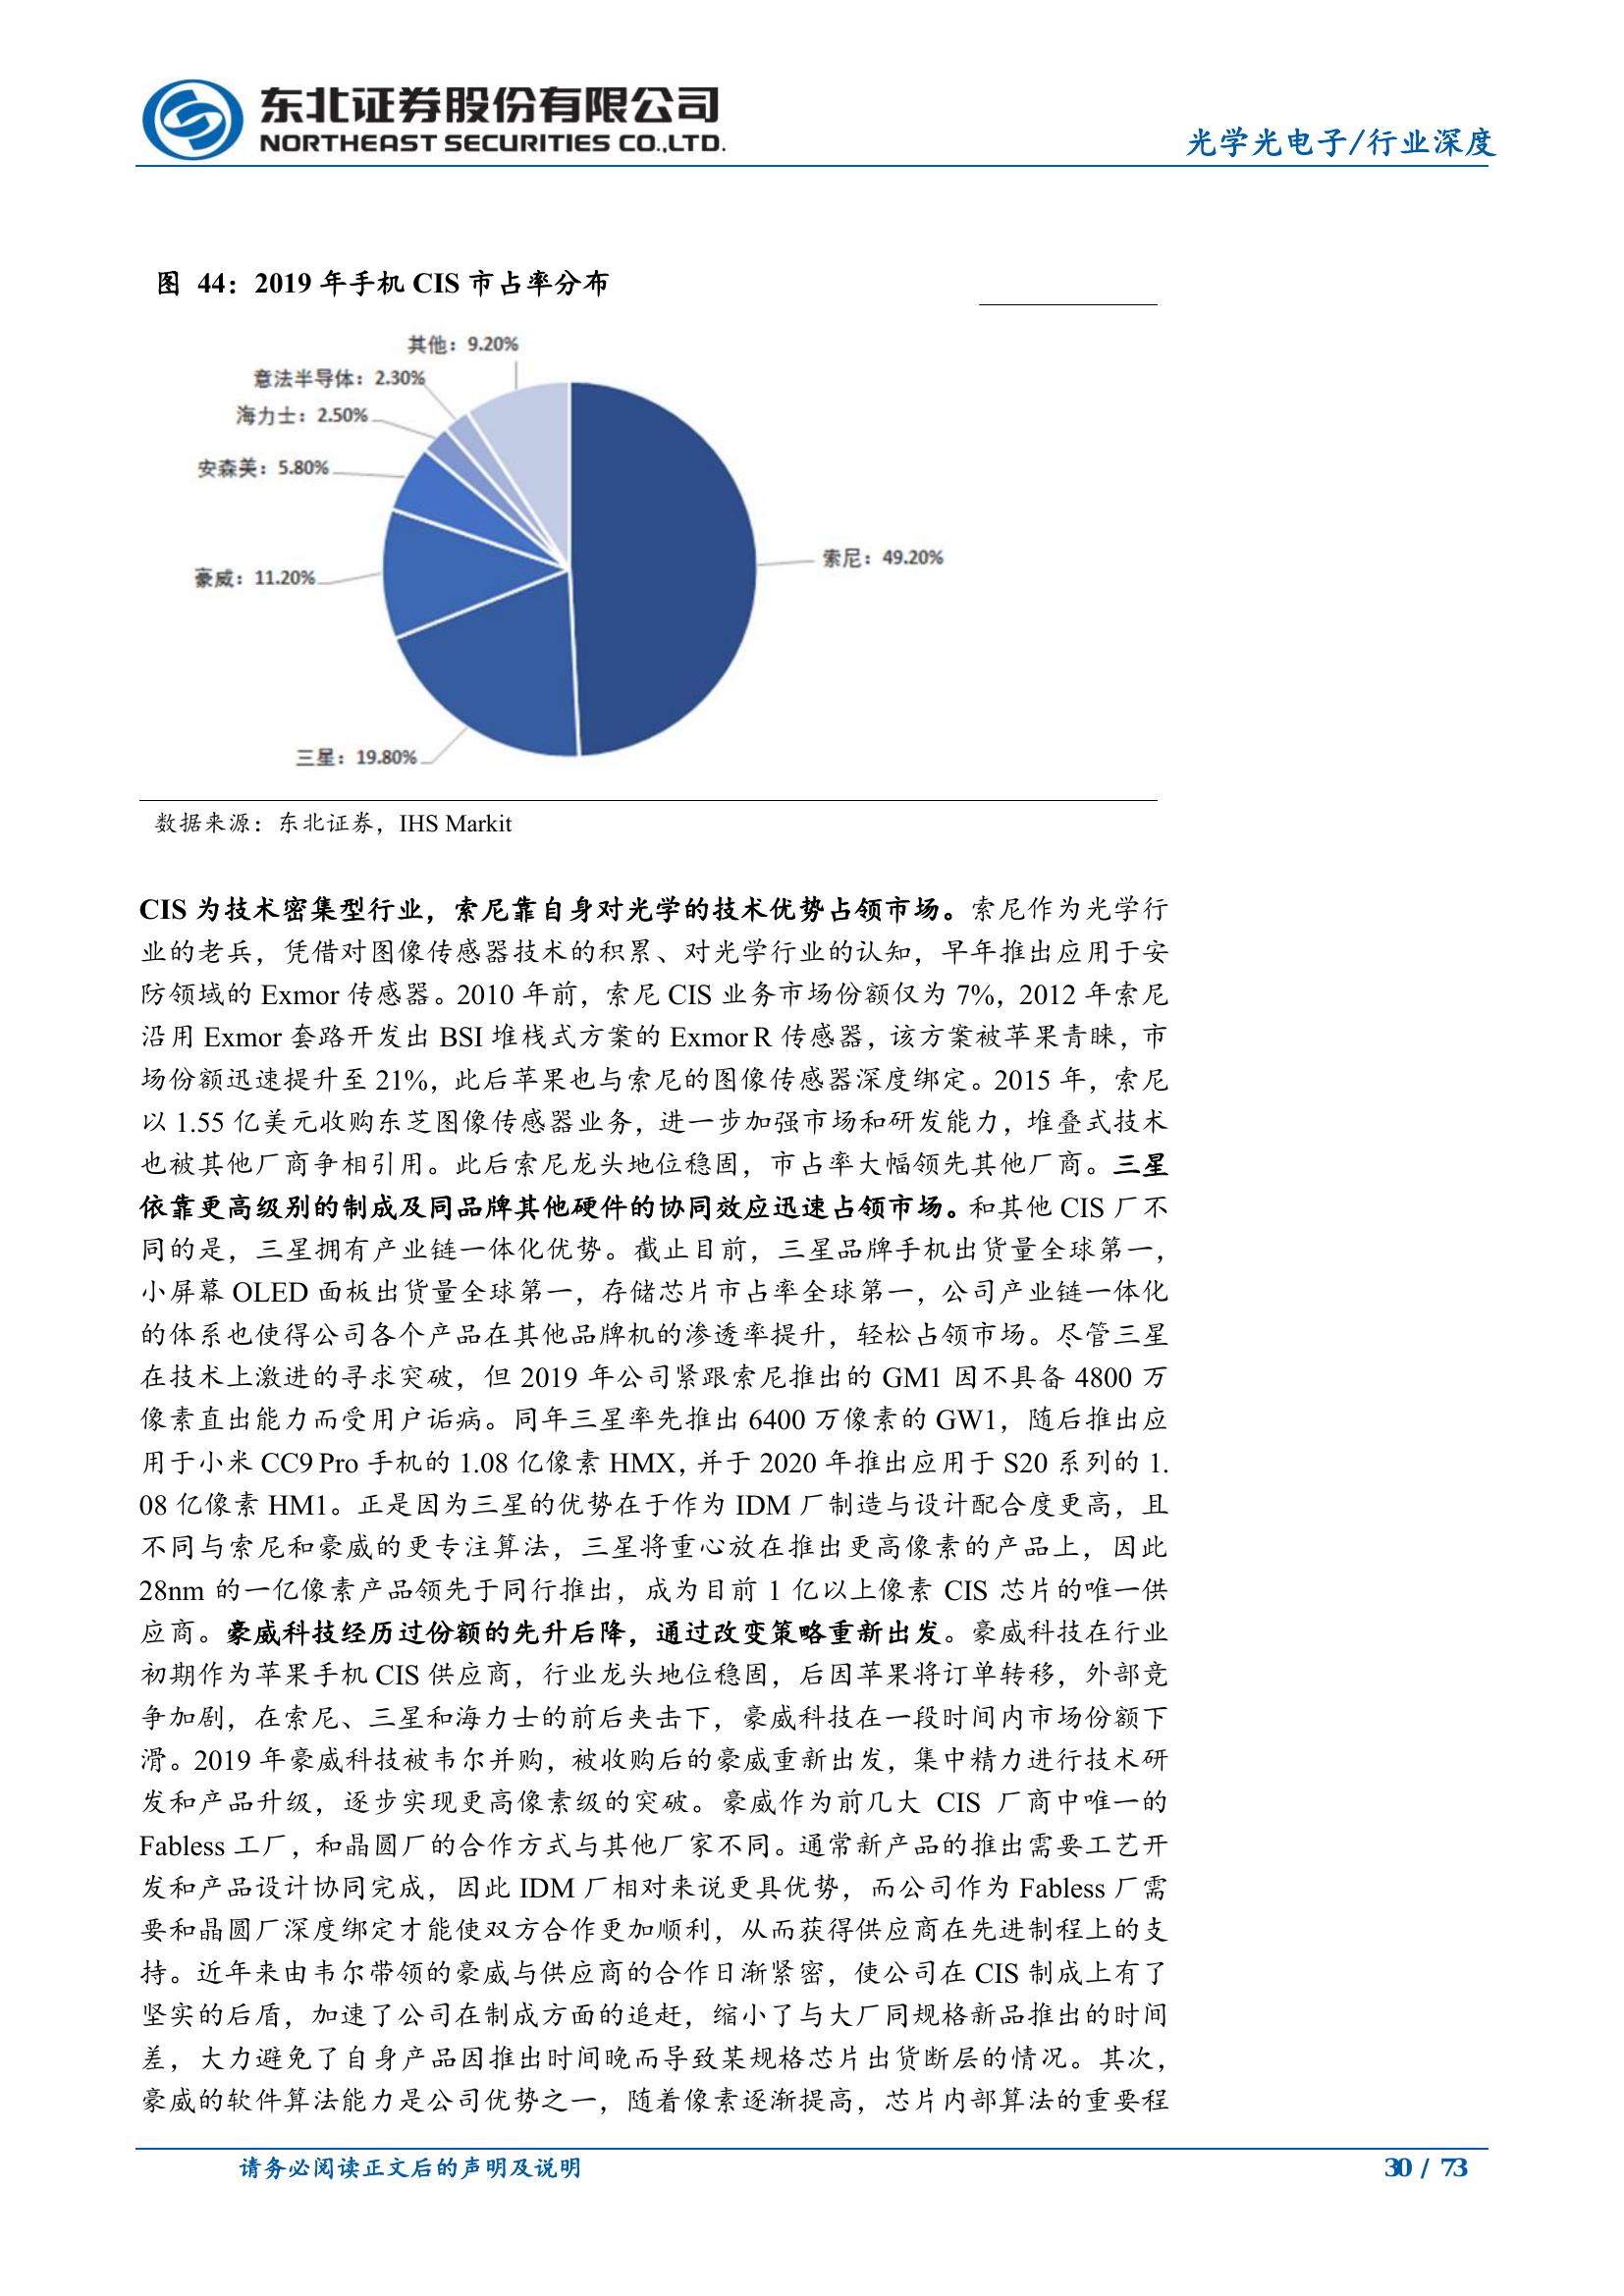 东北证券股份有限公司
NORTHEAST SECURITIES CO.,LTD.
光学光电子/行业深度
图 44：2019 年手机 CIS 市占率分布
其他：9.20%
意法半导体：2.30%
海力士：2.50%
安森美：5.80%
索尼：49.20%
豪威：11.20%
三星：19.80%
数据来源：东北证券，IHS Markit
CIS 为技术密集型行业，索尼靠自身对光学的技术优势占领市场。索尼作为光学行
业的老兵，凭借对图像传感器技术的积累、对光学行业的认知，早年推出应用于安
防领域的 Exmor 传感器。2010 年前，索尼 CIS 业务市场份额仅为 7%，2012 年索尼
沿用 Exmor 套路开发出 BSI 堆栈式方案的 Exmor R 传感器，该方案被苹果青睐，市
场份额迅速提升至 21%，此后苹果也与索尼的图像传感器深度绑定。2015 年，索尼
以 1.55 亿美元收购东芝图像传感器业务，进一步加强市场和研发能力，堆叠式技术
也被其他厂商争相引用。此后索尼龙头地位稳固，市占率大幅领先其他厂商。三星
依靠更高级别的制成及同品牌其他硬件的协同效应迅速占领市场。和其他 CIS 厂不
同的是，三星拥有产业链一体化优势。截止目前，三星品牌手机出货量全球第一，
小屏幕 OLED 面板出货量全球第一，存储芯片市占率全球第一，公司产业链一体化
的体系也使得公司各个产品在其他品牌机的渗透率提升，轻松占领市场。尽管三星
在技术上激进的寻求突破，但 2019 年公司紧跟索尼推出的 GM1 因不具备 4800 万
像素直出能力而受用户诟病。同年三星率先推出 6400 万像素的 GW1，随后推出应
用于小米 CC9 Pro 手机的 1.08 亿像素 HMX，并于 2020 年推出应用于 S20 系列的 1.
08 亿像素 HM1。正是因为三星的优势在于作为 IDM 厂制造与设计配合度更高，且
不同与索尼和豪威的更专注算法，三星将重心放在推出更高像素的产品上，因此
28nm 的一亿像素产品领先于同行推出，成为目前 1 亿以上像素 CIS 芯片的唯一供
应商。豪威科技经历过份额的先升后降，通过改变策略重新出发。豪威科技在行业
初期作为苹果手机 CIS 供应商，行业龙头地位稳固，后因苹果将订单转移，外部竞
争加剧，在索尼、三星和海力士的前后夹击下，豪威科技在一段时间内市场份额下
滑。2019 年豪威科技被韦尔并购，被收购后的豪威重新出发，集中精力进行技术研
发和产品升级，逐步实现更高像素级的突破。豪威作为前几大 CIS 厂商中唯一的
Fabless 工厂，和晶圆厂的合作方式与其他厂家不同。通常新产品的推出需要工艺开
发和产品设计协同完成，因此 IDM 厂相对来说更具优势，而公司作为 Fabless 厂需
要和晶圆厂深度绑定才能使双方合作更加顺利，从而获得供应商在先进制程上的支
持。近年来由韦尔带领的豪威与供应商的合作日渐紧密，使公司在 CIS 制成上有了
坚实的后盾，加速了公司在制成方面的追赶，缩小了与大厂同规格新品推出的时间
差，大力避免了自身产品因推出时间晚而导致某规格芯片出货断层的情况。其次，
豪威的软件算法能力是公司优势之一，随着像素逐渐提高，芯片内部算法的重要程
请务必阅读正文后的声明及说明
30 / 73